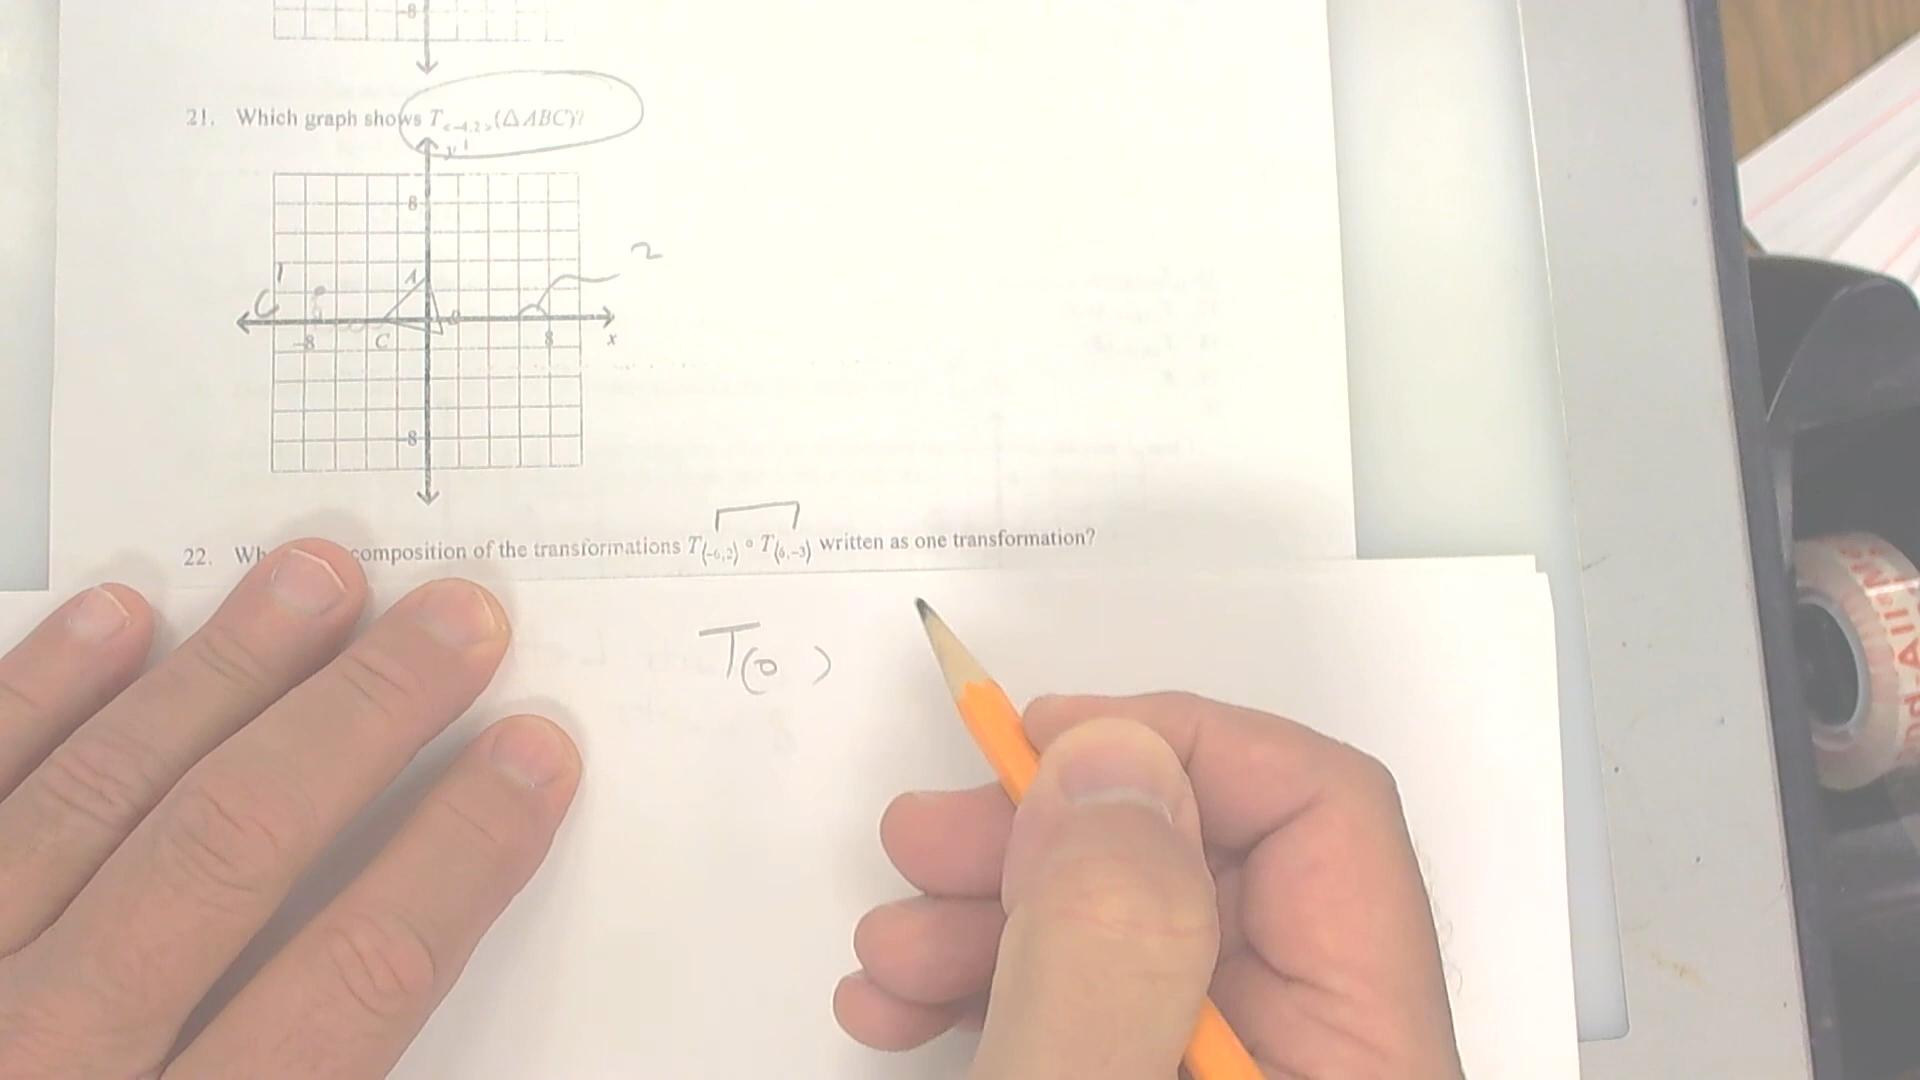 -8
21. Which graph shows T<-4,2>(△ABC)?
y
8
2
A
C'
-8 C 8 x
-8
22. composition of the transformations T(-6,2) ∘ T(6,-3) written as one transformation?
T(0 )